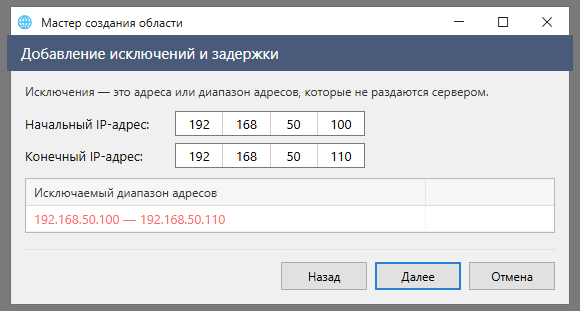 Мастер создания области
Добавление исключений и задержки
Исключения — это адреса или диапазон адресов, которые не раздаются сервером.
Начальный IP-адрес: 192 168 50 100
Конечный IP-адрес: 192 168 50 110
Исключаемый диапазон адресов
192.168.50.100 — 192.168.50.110
Назад Далее Отмена